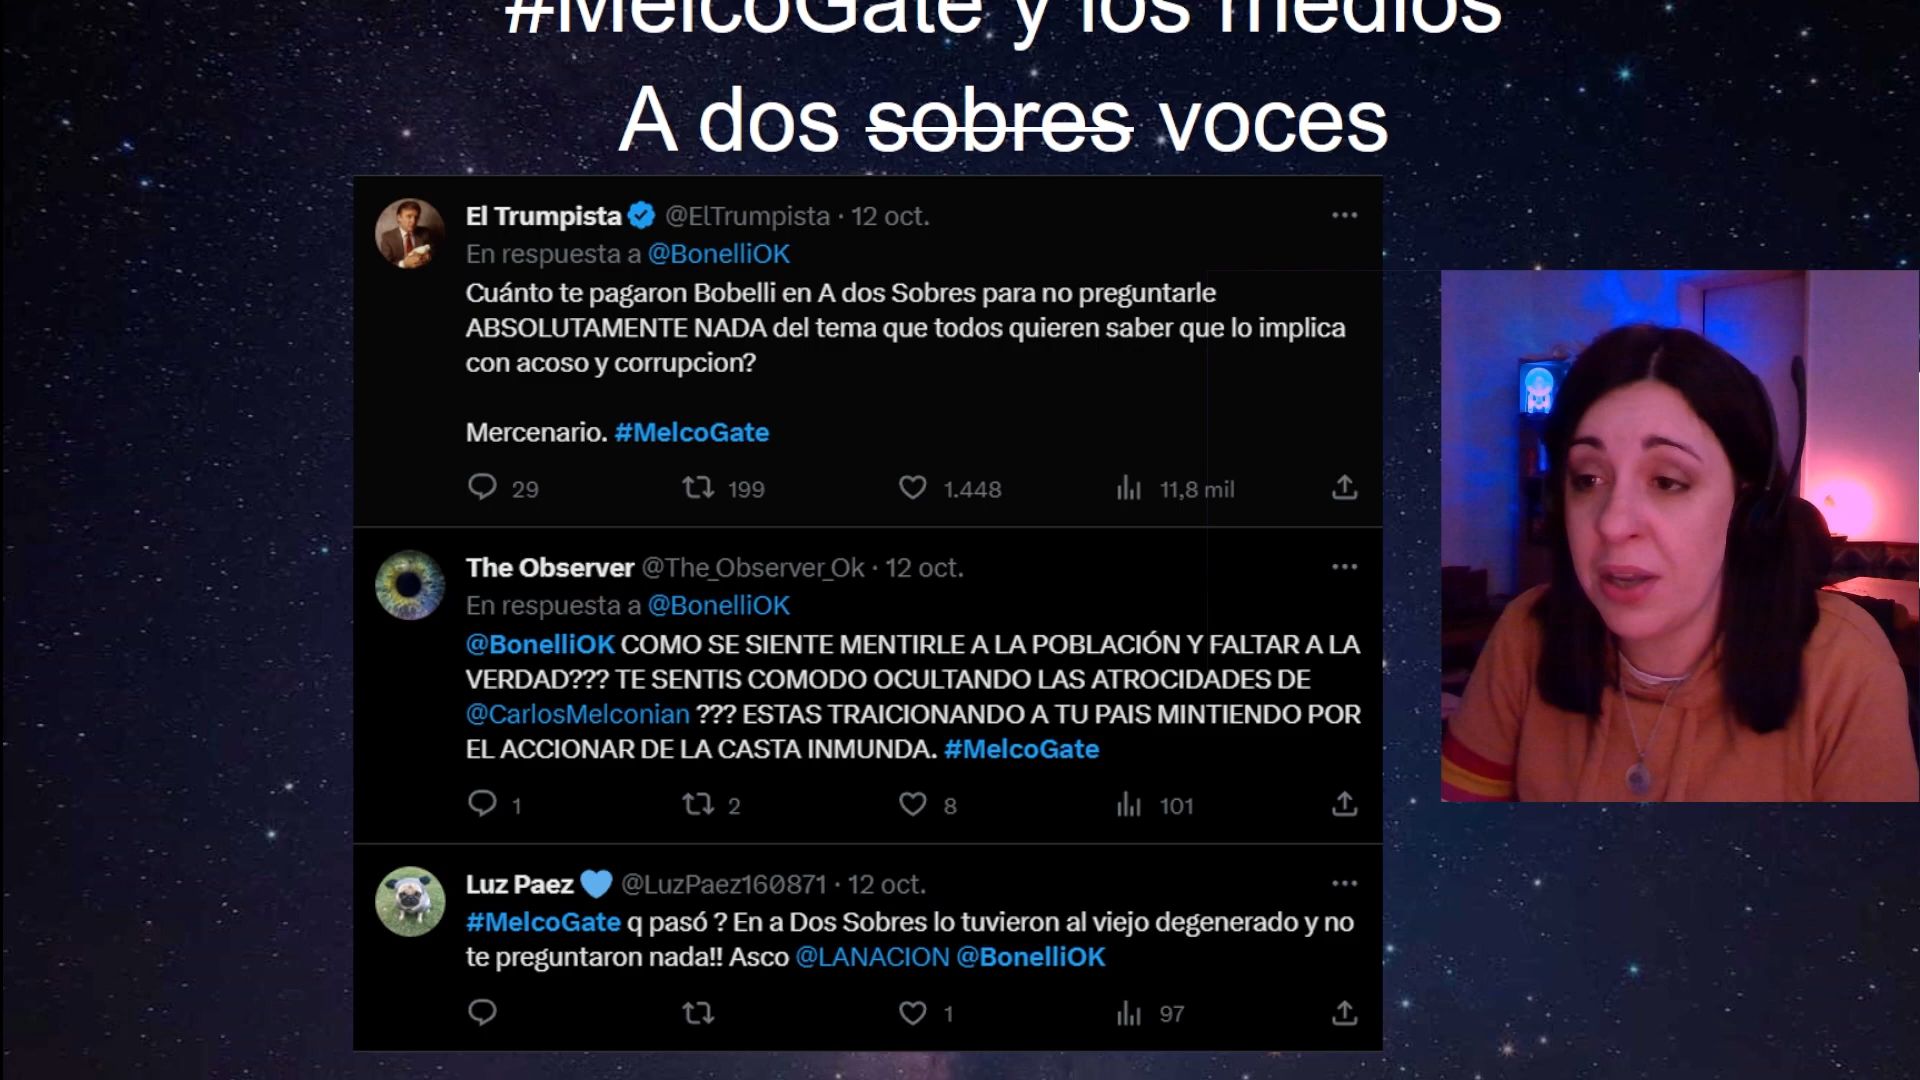 #MelcoGate y los medios
A dos sobres voces
El Trumpista @ElTrumpista · 12 oct.
En respuesta a @BonelliOK
Cuánto te pagaron Bobelli en A dos Sobres para no preguntarle
ABSOLUTAMENTE NADA del tema que todos quieren saber que lo implica
con acoso y corrupcion?
Mercenario. #MelcoGate
29 199 1.448 11,8 mil
The Observer @The_Observer_Ok · 12 oct.
En respuesta a @BonelliOK
@BonelliOK COMO SE SIENTE MENTIRLE A LA POBLACIÓN Y FALTAR A LA
VERDAD??? TE SENTIS COMODO OCULTANDO LAS ATROCIDADES DE
@CarlosMelconian ??? ESTAS TRAICIONANDO A TU PAIS MINTIENDO POR
EL ACCIONAR DE LA CASTA INMUNDA. #MelcoGate
1 2 8 101
Luz Paez @LuzPaez160871 · 12 oct.
#MelcoGate q pasó ? En a Dos Sobres lo tuvieron al viejo degenerado y no
te preguntaron nada!! Asco @LANACION @BonelliOK
1 97